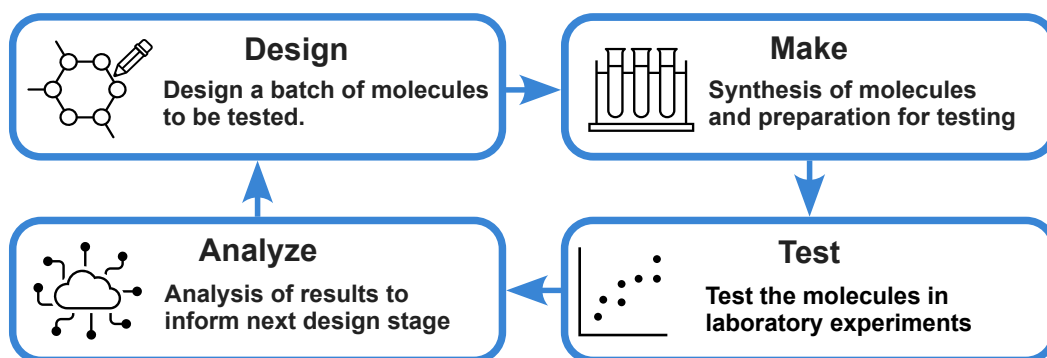 Design
Design a batch of molecules
to be tested.
Make
Synthesis of molecules
and preparation for testing
Analyze
Analysis of results to
inform next design stage
Test
Test the molecules in
laboratory experiments